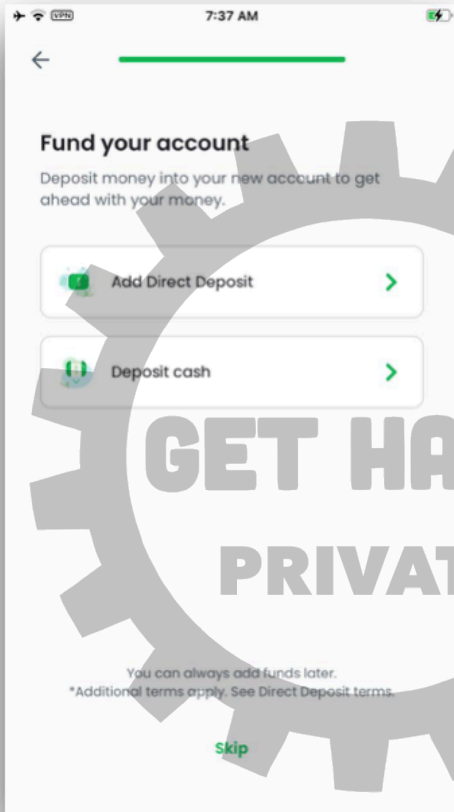 VPN
7:37 AM
Fund your account
Deposit money into your new account to get
ahead with your money.
Add Direct Deposit
Deposit cash
GET HA
PRIVAT
You can always add funds later.
*Additional terms apply. See Direct Deposit terms.
Skip